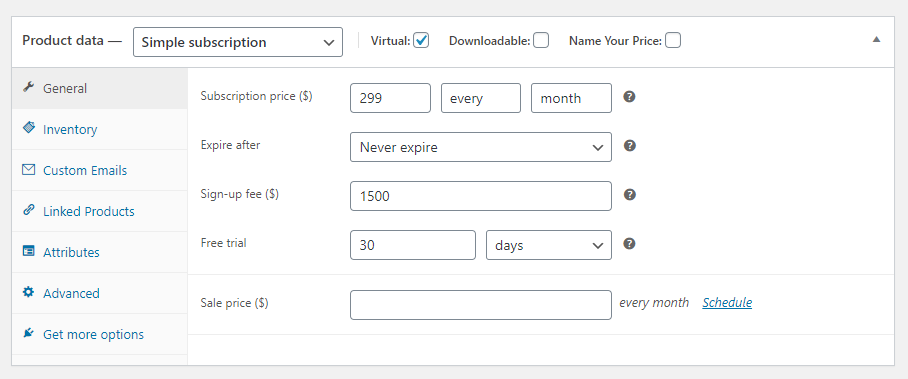 Product data — Simple subscription Virtual: Downloadable: Name Your Price:
General
Inventory
Custom Emails
Linked Products
Attributes
Advanced
Get more options
Subscription price ($) 299 every month
Expire after Never expire
Sign-up fee ($) 1500
Free trial 30 days
Sale price ($) every month Schedule